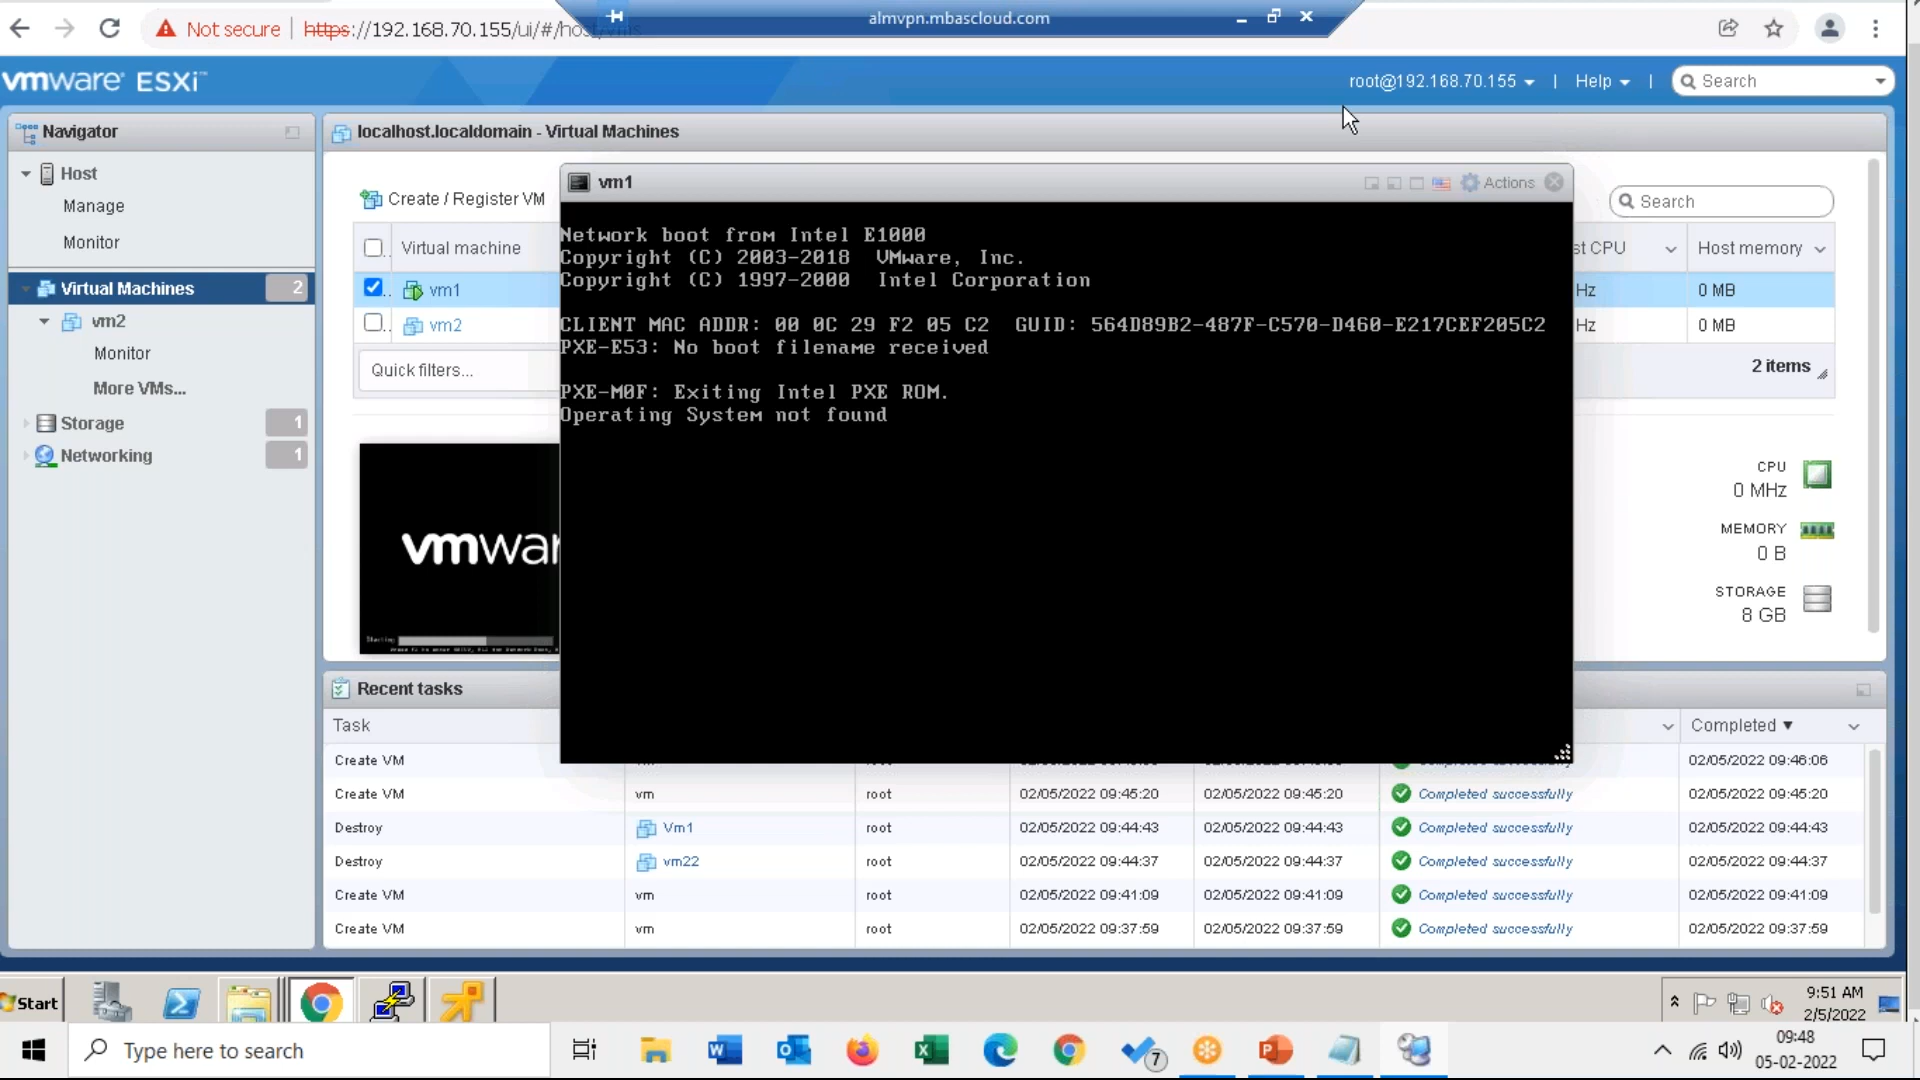 almvpn.mbascloud.com
Not secure | https://192.168.70.155/ui/#/host/vms
vmware ESXi™
root@192.168.70.155 | Help | Search
Navigator
localhost.localdomain - Virtual Machines
Host
Manage
Monitor
Virtual Machines 2
vm2
Monitor
More VMs...
Storage 1
Networking 1
Create / Register VM
Search
Virtual machine
st CPU
Host memory
vm1
Hz
0 MB
vm2
Hz
0 MB
Quick filters...
2 items
vm1
Actions
Network boot from Intel E1000
Copyright (C) 2003-2018 VMware, Inc.
Copyright (C) 1997-2000 Intel Corporation
CLIENT MAC ADDR: 00 0C 29 F2 05 C2 GUID: 564D89B2-487F-C570-D460-E217CEF205C2
PXE-E53: No boot filename received
PXE-M0F: Exiting Intel PXE ROM.
Operating System not found
vmwar
CPU
0 MHz
MEMORY
0 B
STORAGE
8 GB
Recent tasks
Task
Completed ▼
Create VM 02/05/2022 09:46:06
Create VM vm root 02/05/2022 09:45:20 02/05/2022 09:45:20 Completed successfully 02/05/2022 09:45:20
Destroy Vm1 root 02/05/2022 09:44:43 02/05/2022 09:44:43 Completed successfully 02/05/2022 09:44:43
Destroy vm22 root 02/05/2022 09:44:37 02/05/2022 09:44:37 Completed successfully 02/05/2022 09:44:37
Create VM vm root 02/05/2022 09:41:09 02/05/2022 09:41:09 Completed successfully 02/05/2022 09:41:09
Create VM vm root 02/05/2022 09:37:59 02/05/2022 09:37:59 Completed successfully 02/05/2022 09:37:59
Start
9:51 AM
2/5/2022
Type here to search
7
09:48
05-02-2022